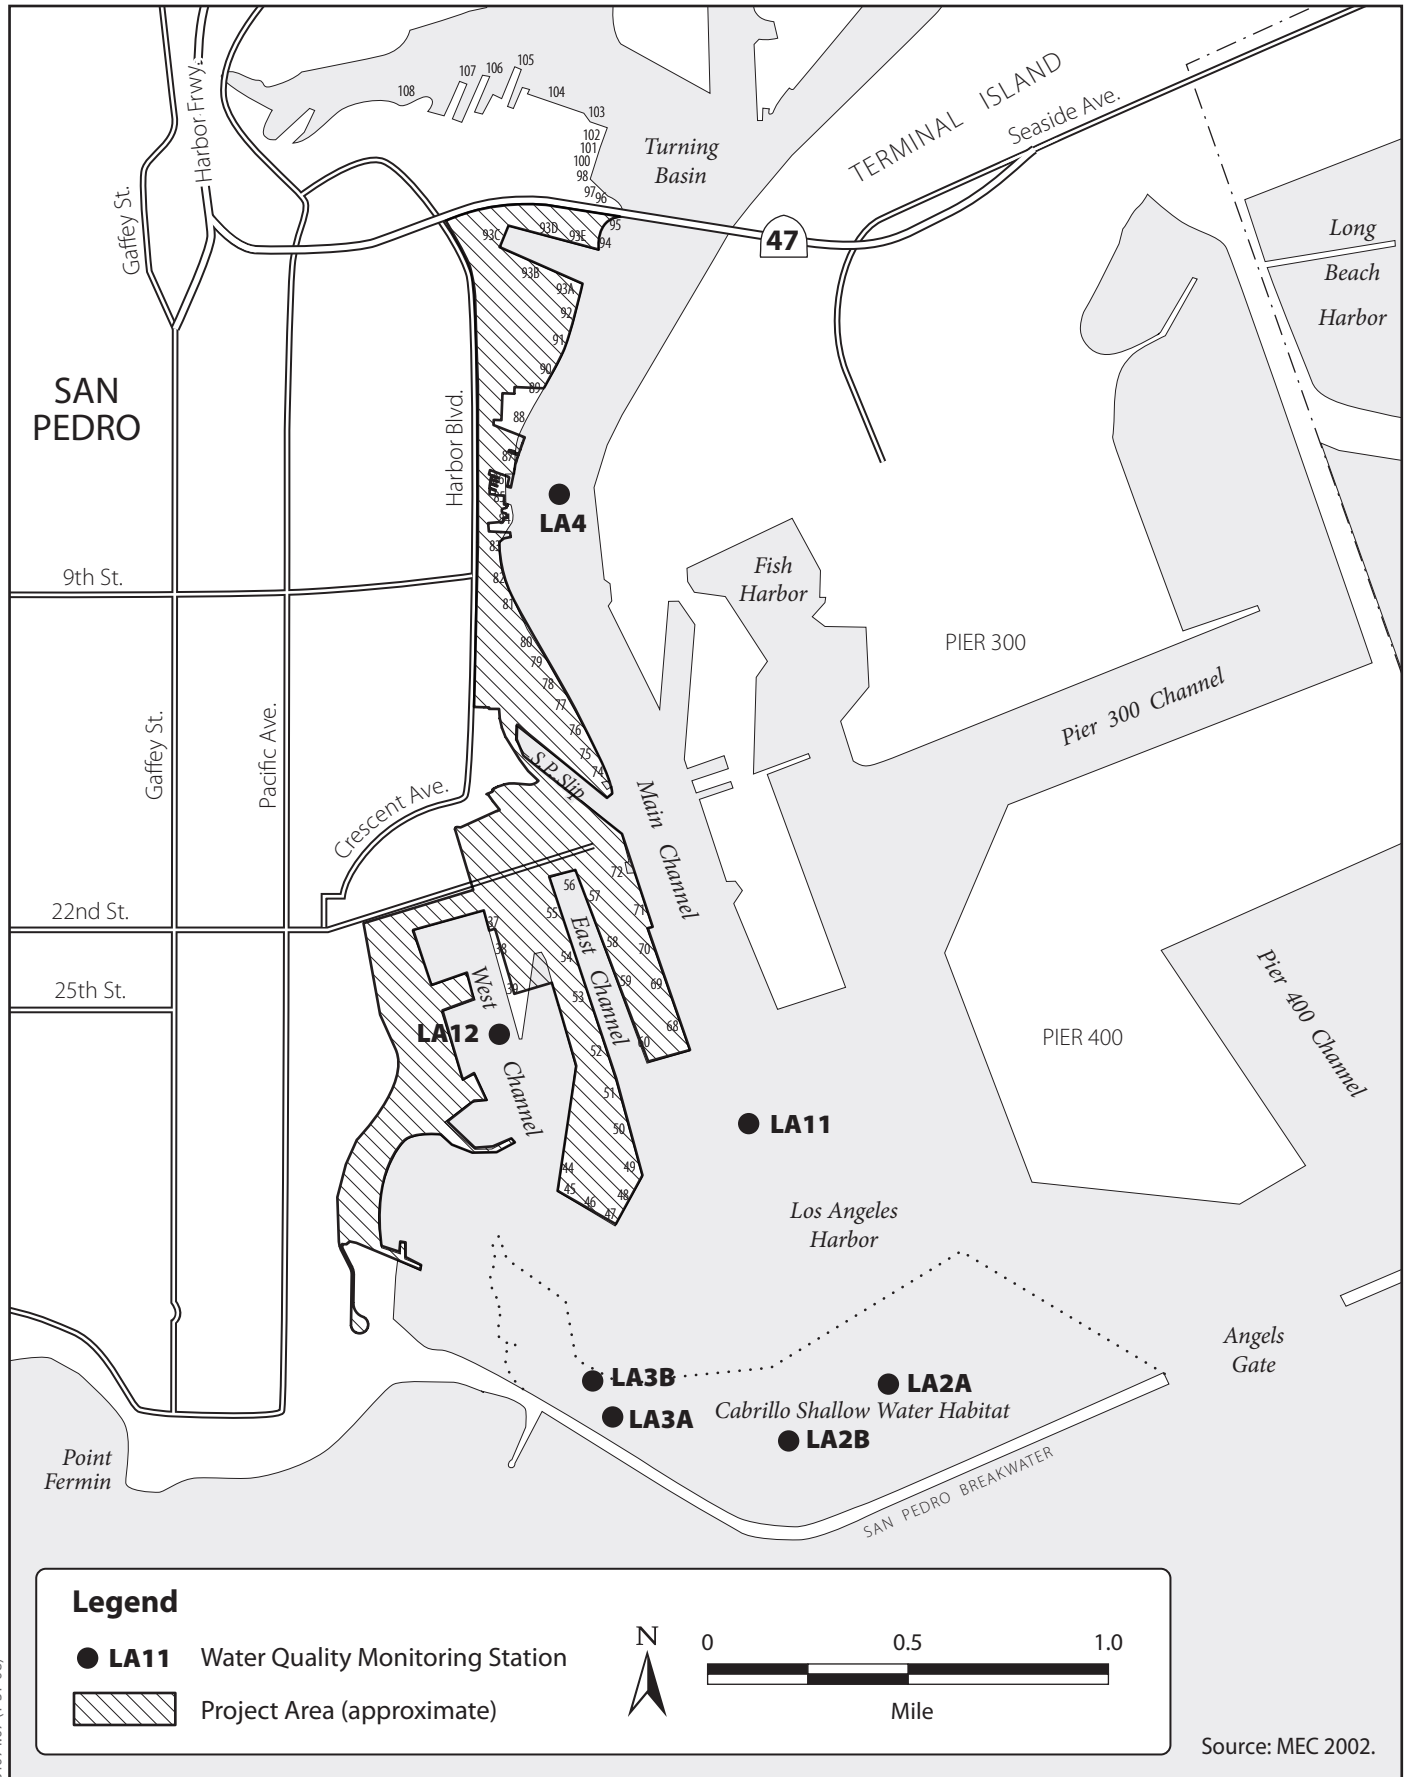 107
106
105
108
104
103
102
101
100
98
97
96
95
94
93E
93D
93C
93B
93A
92
91
90
89
88
87
83
82
81
80
79
78
77
76
75
74
72
71
70
69
68
60
59
58
57
56
55
54
53
52
51
50
49
48
47
46
45
44
37
38
39
Harbor Frwy.
Gaffey St.
Turning
Basin
TERMINAL ISLAND
Seaside Ave.
47
Long
Beach
Harbor
SAN
PEDRO
Harbor Blvd.
LA4
9th St.
Fish
Harbor
PIER 300
Pier 300 Channel
Gaffey St.
Pacific Ave.
Crescent Ave.
S.P. Slip
Main Channel
22nd St.
25th St.
East Channel
West
Channel
LA12
PIER 400
Pier 400 Channel
LA11
Los Angeles
Harbor
Angels
Gate
LA3B
LA3A
LA2A
Cabrillo Shallow Water Habitat
LA2B
SAN PEDRO BREAKWATER
Point
Fermin
Legend
LA11 Water Quality Monitoring Station
Project Area (approximate)
N
0 0.5 1.0
Mile
Source: MEC 2002.